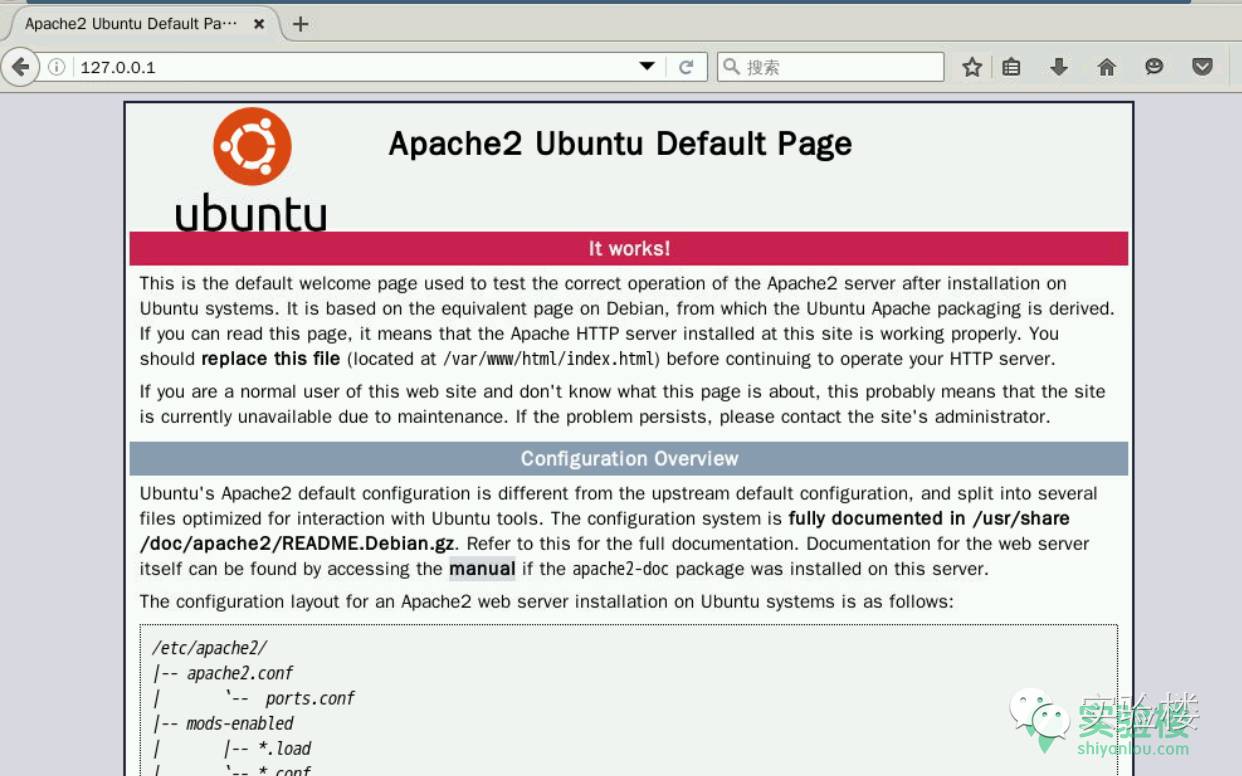 Apache2 Ubuntu Default Pa···
127.0.0.1
搜索
ubuntu
Apache2 Ubuntu Default Page
It works!
This is the default welcome page used to test the correct operation of the Apache2 server after installation on
Ubuntu systems. It is based on the equivalent page on Debian, from which the Ubuntu Apache packaging is derived.
If you can read this page, it means that the Apache HTTP server installed at this site is working properly. You
should replace this file (located at /var/www/html/index.html) before continuing to operate your HTTP server.
If you are a normal user of this web site and don't know what this page is about, this probably means that the site
is currently unavailable due to maintenance. If the problem persists, please contact the site's administrator.
Configuration Overview
Ubuntu's Apache2 default configuration is different from the upstream default configuration, and split into several
files optimized for interaction with Ubuntu tools. The configuration system is fully documented in /usr/share
/doc/apache2/README.Debian.gz. Refer to this for the full documentation. Documentation for the web server
itself can be found by accessing the manual if the apache2-doc package was installed on this server.
The configuration layout for an Apache2 web server installation on Ubuntu systems is as follows:
/etc/apache2/
|-- apache2.conf
|       `--  ports.conf
|-- mods-enabled
|       |-- *.load
|       `-- *.conf
实验楼
实验楼
shiyanlou.com